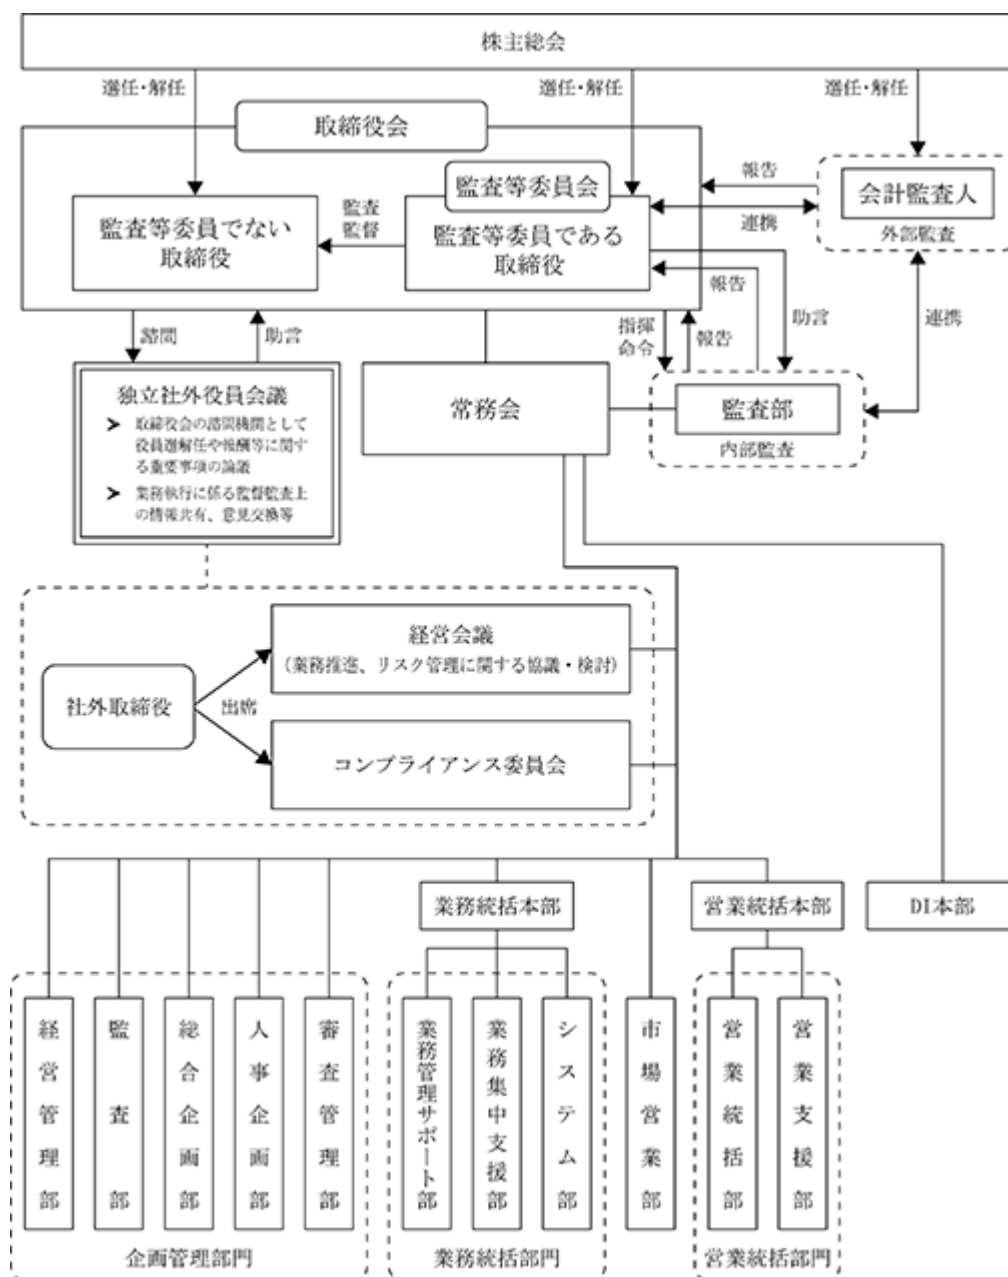 株主総会
選任・解任
選任・解任
選任・解任
取締役会
監査等委員会
監査等委員でない
取締役
監査
監督
監査等委員である
取締役
報告
連携
会計監査人
外部監査
報告
助言
連携
諮問
助言
指揮
命令
報告
独立社外役員会議
➤ 取締役会の諮問機関として
役員選解任や報酬等に関す
る重要事項の論議
➤ 業務執行に係る監督監査上
の情報共有、意見交換等
常務会
監査部
内部監査
社外取締役
出席
経営会議
(業務推進、リスク管理に関する協議・検討)
コンプライアンス委員会
業務統括本部
営業統括本部
DI本部
経営管理部
監査部
総合企画部
人事企画部
審査管理部
業務管理サポート部
業務集中支援部
システム部
市場営業部
営業統括部
営業支援部
企画管理部門
業務統括部門
営業統括部門